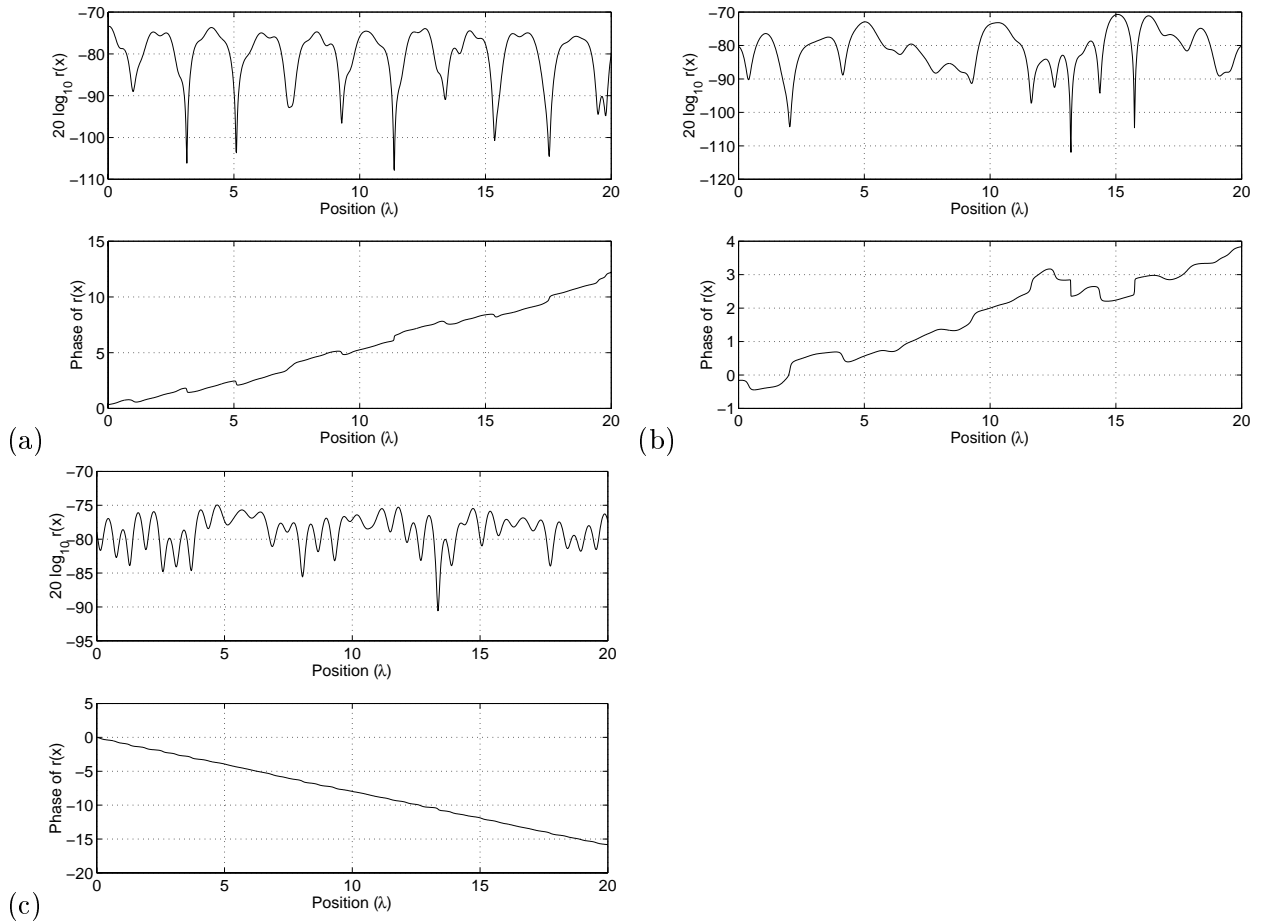 −70
−80
−90
−100
−110
20 log10 r(x)
0 5 10 15 20
Position (λ)
15
10
5
0
Phase of r(x)
0 5 10 15 20
Position (λ)
(a)
−70
−80
−90
−100
−110
−120
20 log10 r(x)
0 5 10 15 20
Position (λ)
4
3
2
1
0
−1
Phase of r(x)
0 5 10 15 20
Position (λ)
(b)
−70
−75
−80
−85
−90
−95
20 log10 r(x)
0 5 10 15 20
Position (λ)
5
0
−5
−10
−15
−20
Phase of r(x)
0 5 10 15 20
Position (λ)
(c)